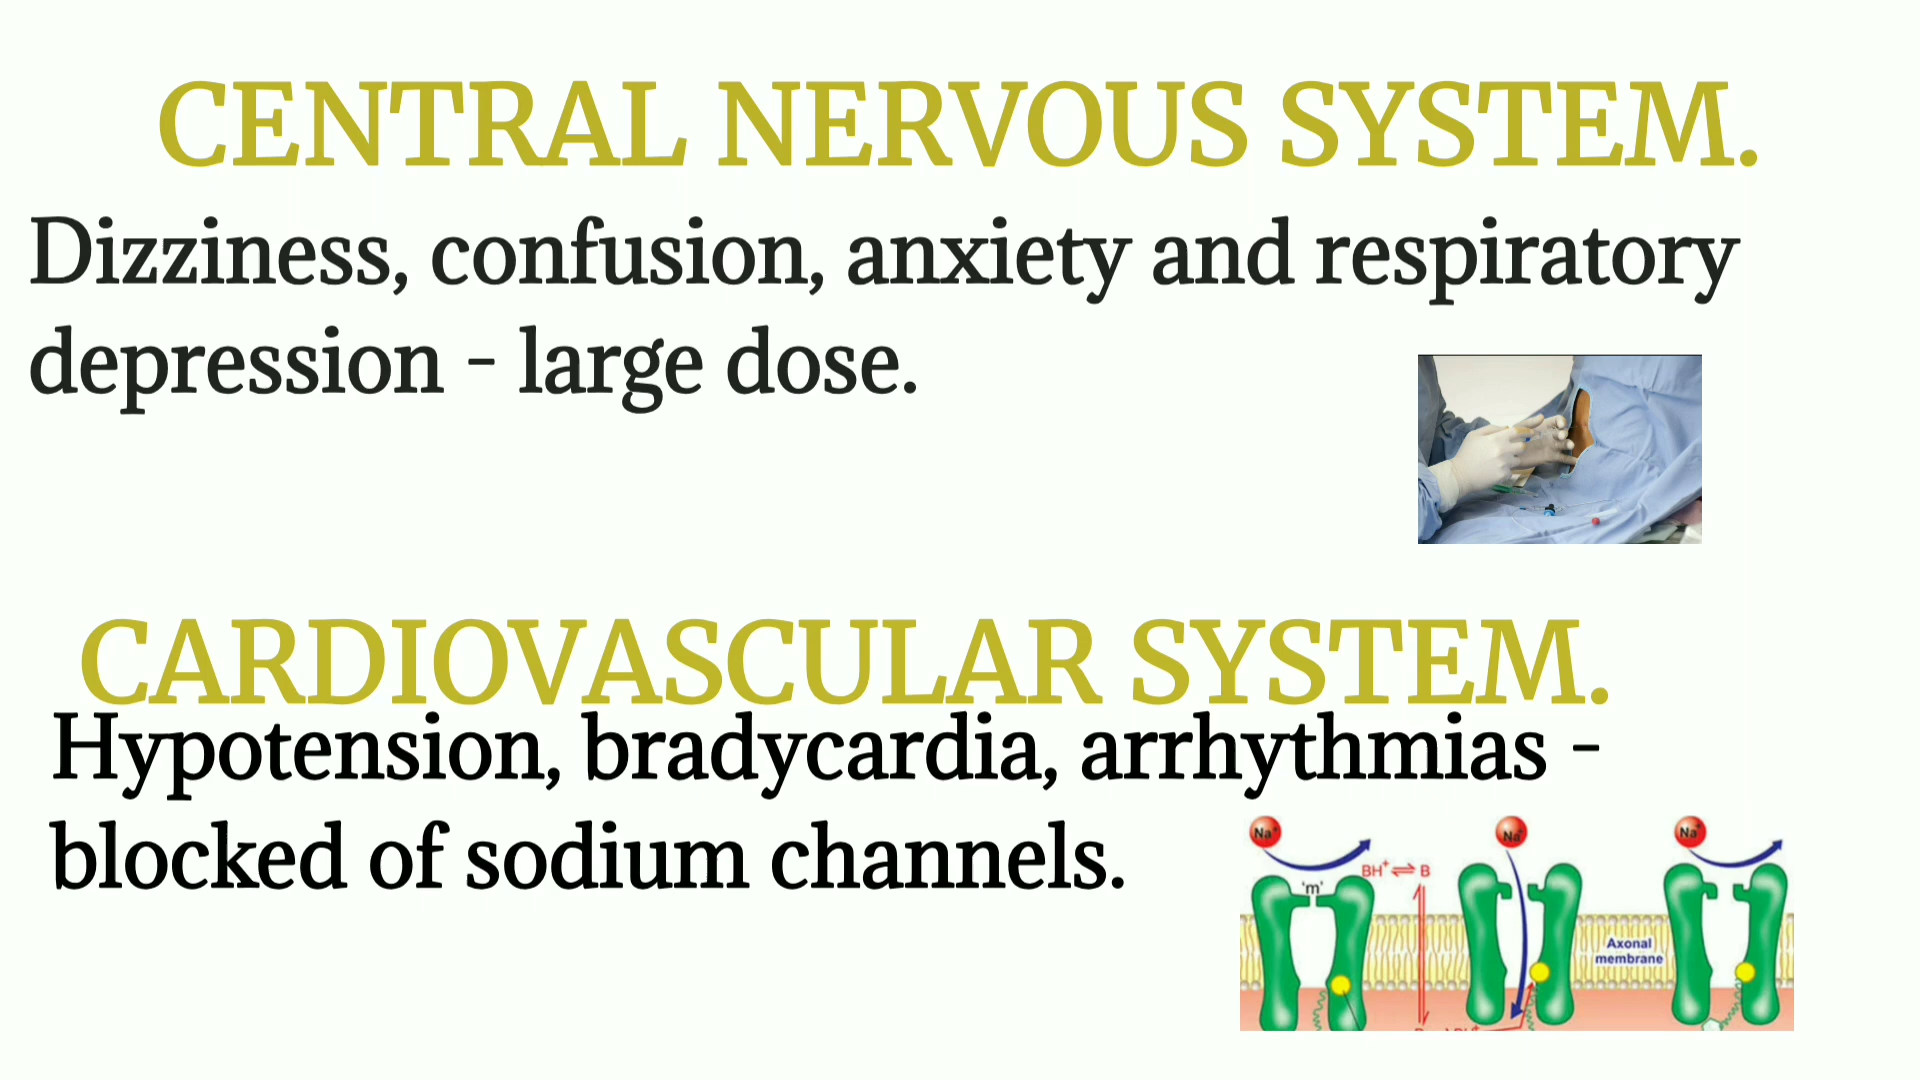 CENTRAL NERVOUS SYSTEM.
Dizziness, confusion, anxiety and respiratory
depression - large dose.
CARDIOVASCULAR SYSTEM.
Hypotension, bradycardia, arrhythmias -
blocked of sodium channels.
Na⁺ Na⁺ Na⁺
BH⁺ ⇌ B
'm'
Axonal
membrane